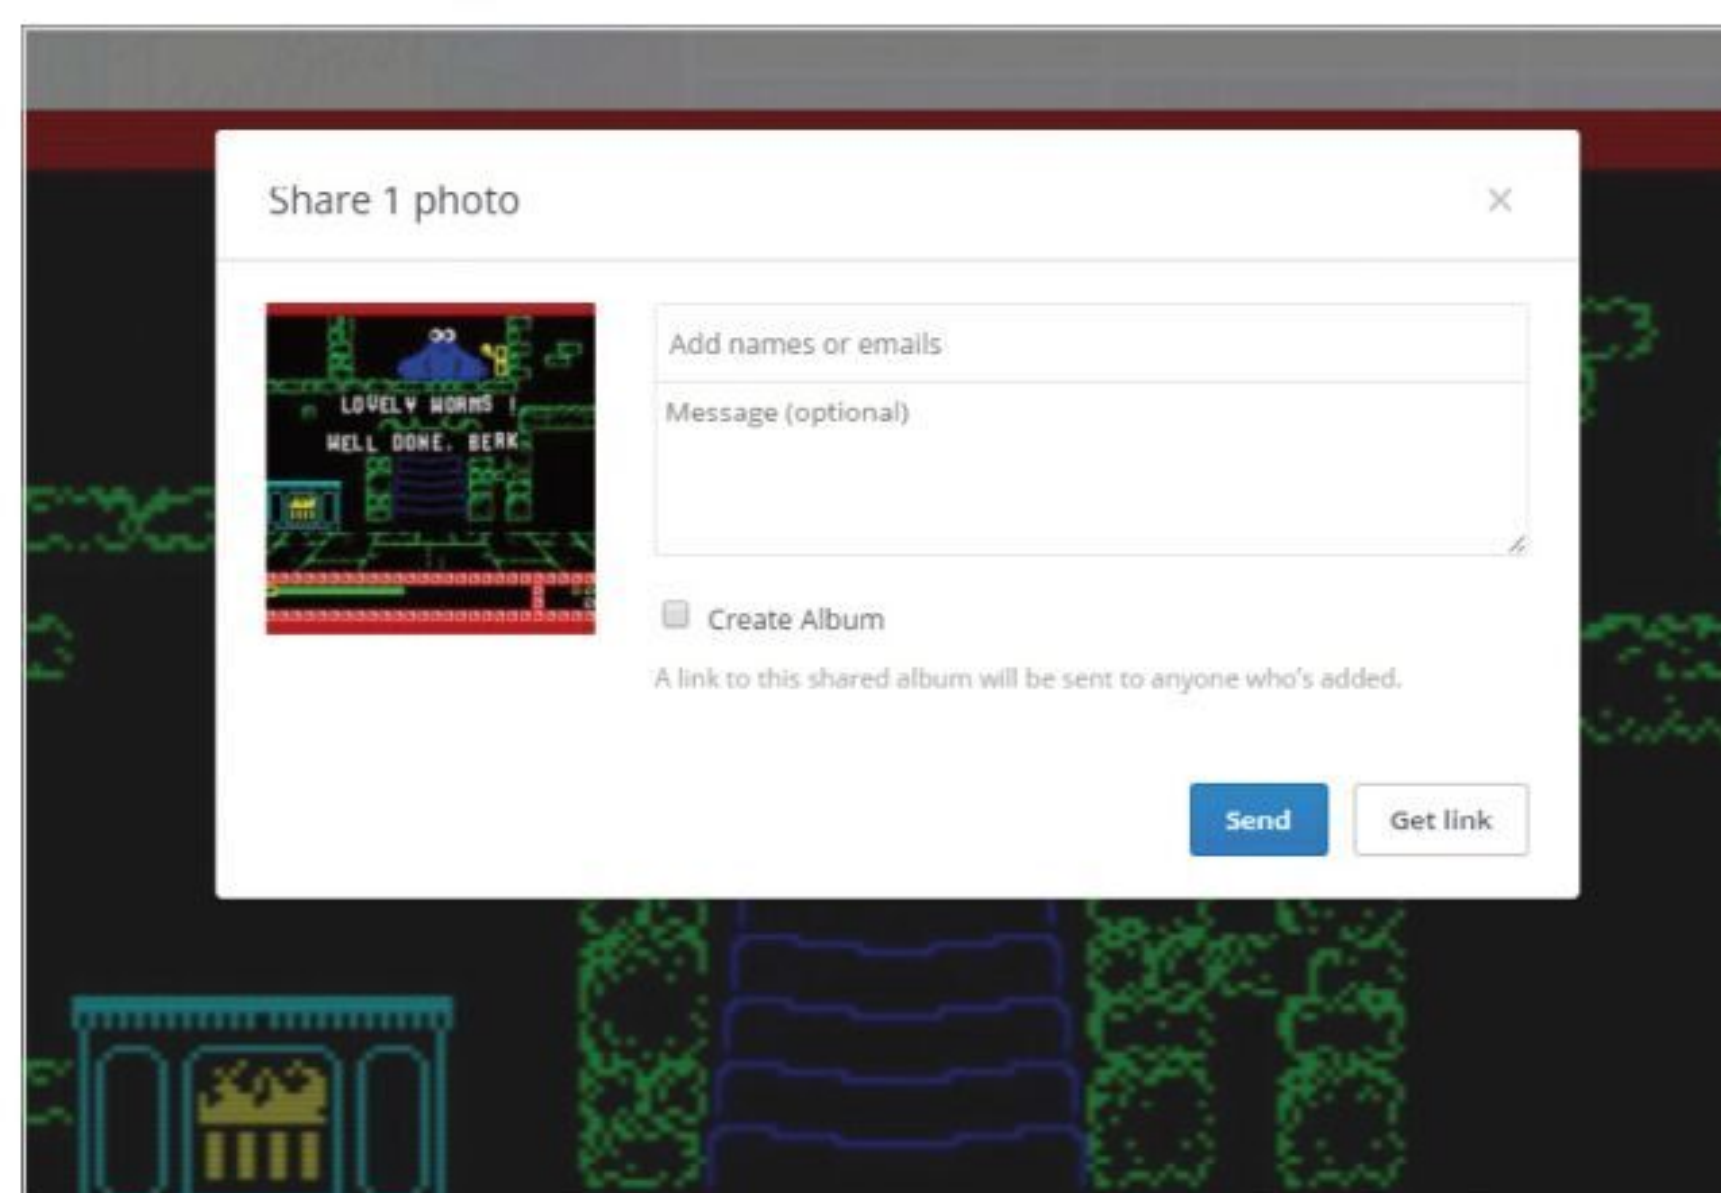 Share 1 photo
×
LOVELY WORMS !
WELL DONE, BERK
Add names or emails
Message (optional)
Create Album
A link to this shared album will be sent to anyone who's added.
Send
Get link